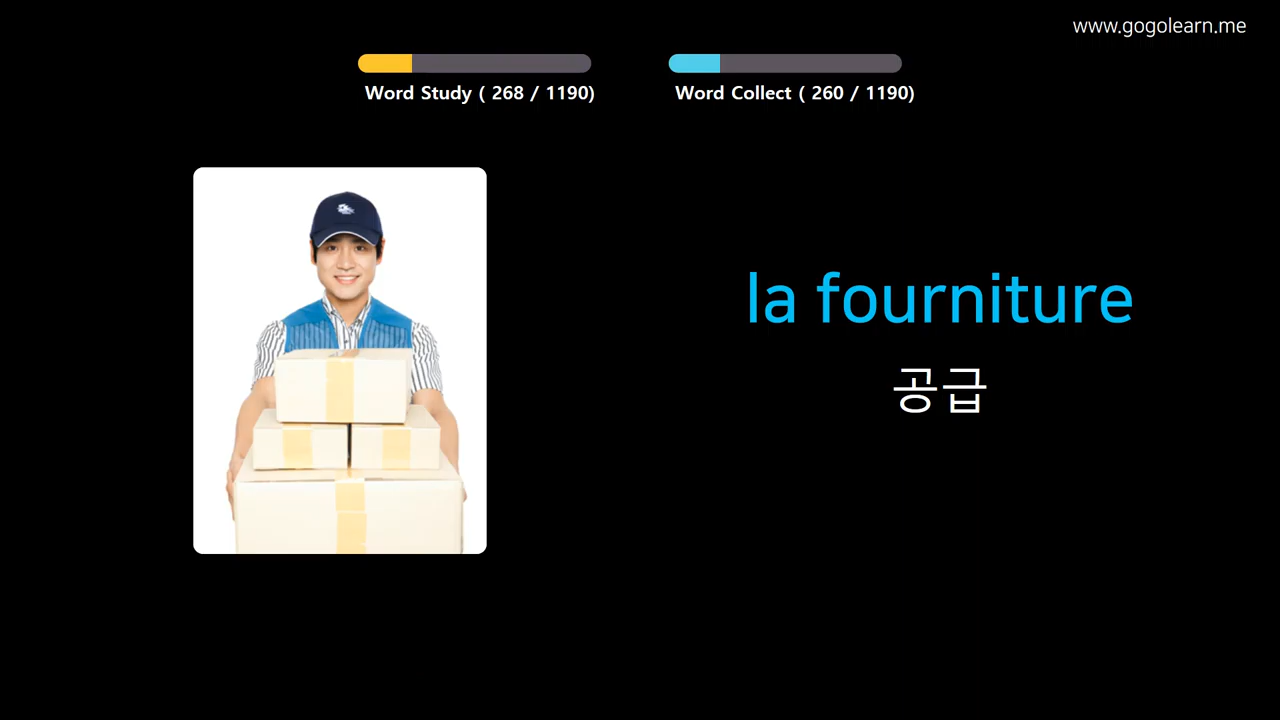 www.gogolearn.me
Word Study ( 268 / 1190)
Word Collect ( 260 / 1190)
la fourniture
공급